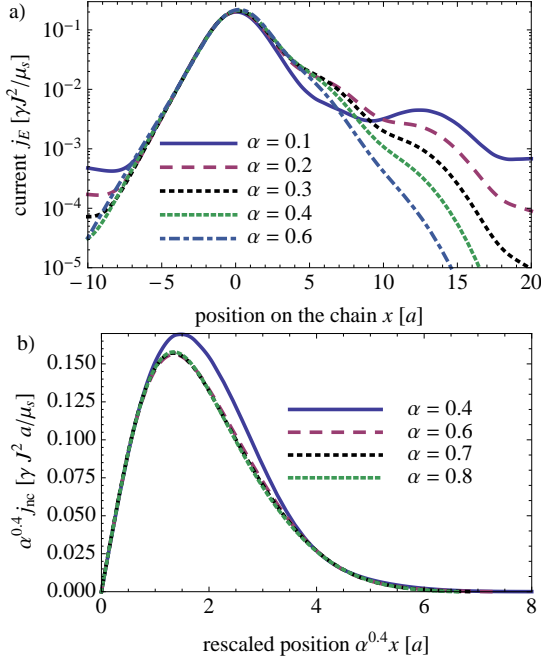 a)
current j_E [γJ²/μ_s]
10⁻¹
10⁻²
10⁻³
10⁻⁴
10⁻⁵
α = 0.1
α = 0.2
α = 0.3
α = 0.4
α = 0.6
−10 −5 0 5 10 15 20
position on the chain x [a]
b)
α^0.4 j_nc [γ J² a/μ_s]
0.150
0.125
0.100
0.075
0.050
0.025
0.000
α = 0.4
α = 0.6
α = 0.7
α = 0.8
0 2 4 6 8
rescaled position α^0.4 x [a]